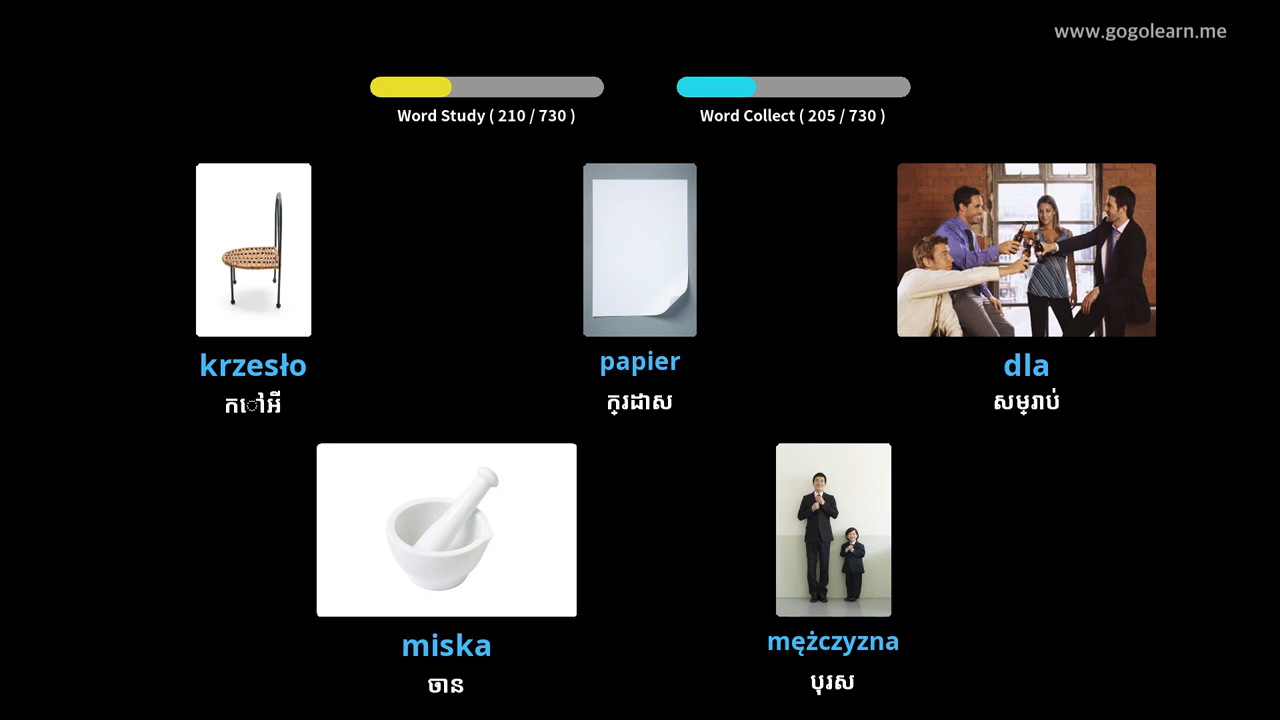 www.gogolearn.me
Word Study ( 210 / 730 )
Word Collect ( 205 / 730 )
krzesło
papier
dla
កៅអី
ក្រដាស
សម្រាប់
miska
mężczyzna
ចាន
បុរស